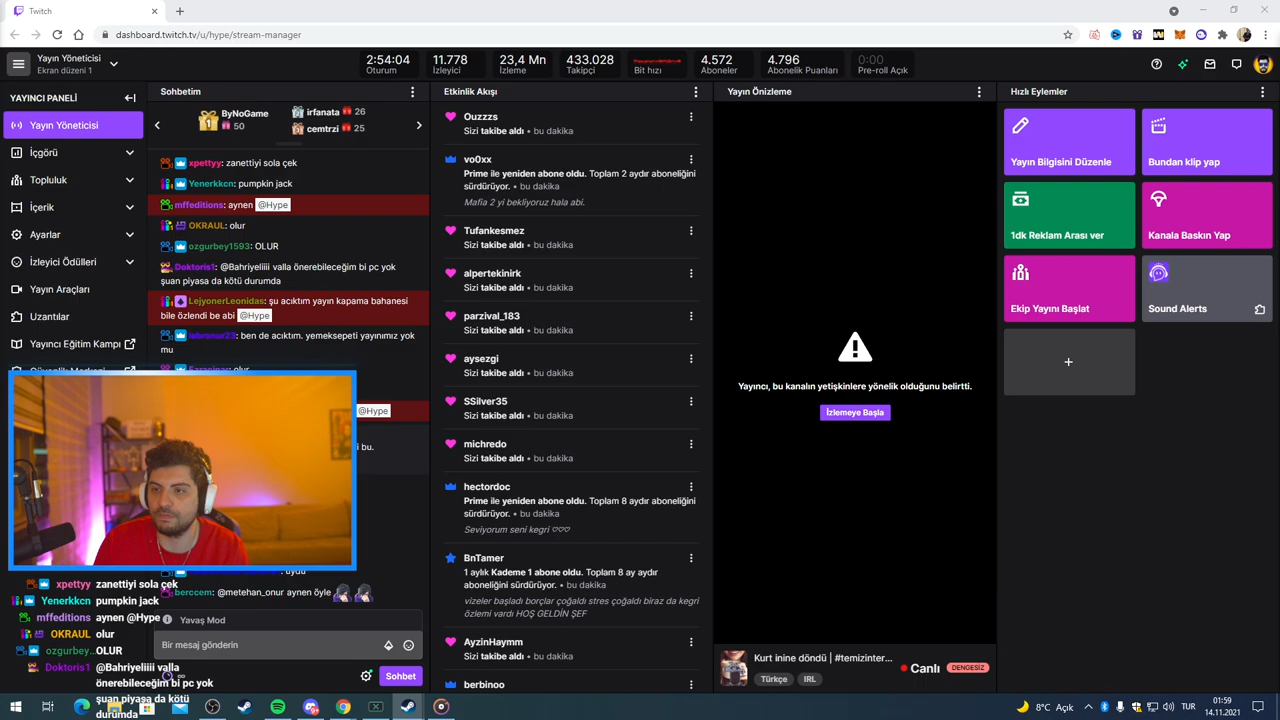 Twitch
dashboard.twitch.tv/u/hype/stream-manager
Yayın Yöneticisi
Ekran düzeni 1
2:54:04
Oturum
11.778
İzleyici
23,4 Mn
İzleme
433.028
Takipçi
Bit hızı
4.572
Aboneler
4.796
Abonelik Puanları
0:00
Pre-roll Açık
YAYINCI PANELİ
Yayın Yöneticisi
İçgörü
Topluluk
İçerik
Ayarlar
İzleyici Ödülleri
Yayın Araçları
Uzantılar
Yayıncı Eğitim Kampı
Güvenlik Merkezi
Sohbetim
ByNoGame
50
irfanata 26
cemtrzi 25
xpettyy: zanettiyi sola çek
Yenerkkcn: pumpkin jack
mffeditions: aynen @Hype
OKRAUL: olur
ozgurbey1593: OLUR
Doktoris1: @Bahriyeliiii valla önerebileceğim bi pc yok
şuan piyasa da kötü durumda
LejyonerLeonidas: şu acıktım yayın kapama bahanesi
bile özlendi be abi @Hype
ben de acıktım. yemeksepeti yayınımız yok
mu
olur
@Hype
i bu.
berccem: @metehan_onur aynen öyle
Yavaş Mod
Bir mesaj gönderin
Sohbet
xpettyy zanettiyi sola çek
Yenerkkcn pumpkin jack
mffeditions aynen @Hype
OKRAUL olur
ozgurbey... OLUR
Doktoris1 @Bahriyeliiii valla
önerebileceğim bi pc yok
şuan piyasa da kötü
durumda
Etkinlik Akışı
Ouzzzs
Sizi takibe aldı • bu dakika
vo0xx
Prime ile yeniden abone oldu. Toplam 2 aydır aboneliğini
sürdürüyor. • bu dakika
Mafia 2 yi bekliyoruz hala abi.
Tufankesmez
Sizi takibe aldı • bu dakika
alpertekinirk
Sizi takibe aldı • bu dakika
parzival_183
Sizi takibe aldı • bu dakika
aysezgi
Sizi takibe aldı • bu dakika
SSilver35
Sizi takibe aldı • bu dakika
michredo
Sizi takibe aldı • bu dakika
hectordoc
Prime ile yeniden abone oldu. Toplam 8 aydır aboneliğini
sürdürüyor. • bu dakika
Seviyorum seni kegri ♡♡♡
BnTamer
1 aylık Kademe 1 abone oldu. Toplam 8 ay aydır
aboneliğini sürdürüyor. • bu dakika
vizeler başladı borçlar çoğaldı stres çoğaldı biraz da kegri
özlemi vardı HOŞ GELDİN ŞEF
AyzinHaymm
Sizi takibe aldı • bu dakika
berbinoo
Yayın Önizleme
Yayıncı, bu kanalın yetişkinlere yönelik olduğunu belirtti.
İzlemeye Başla
Kurt inine döndü | #temizinter...
Türkçe
IRL
Canlı
DENGESİZ
Hızlı Eylemler
Yayın Bilgisini Düzenle
Bundan klip yap
1dk Reklam Arası ver
Kanala Baskın Yap
Ekip Yayını Başlat
Sound Alerts
8°C Açık
TUR
01:59
14.11.2021